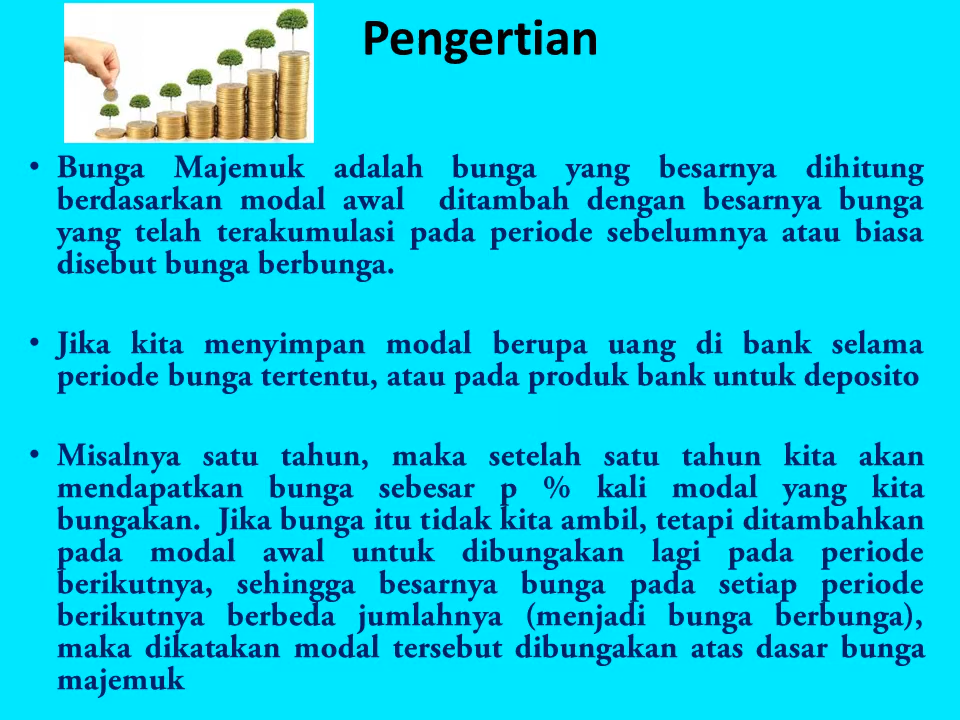 Pengertian
• Bunga Majemuk adalah bunga yang besarnya dihitung
berdasarkan modal awal ditambah dengan besarnya bunga
yang telah terakumulasi pada periode sebelumnya atau biasa
disebut bunga berbunga.
• Jika kita menyimpan modal berupa uang di bank selama
periode bunga tertentu, atau pada produk bank untuk deposito
• Misalnya satu tahun, maka setelah satu tahun kita akan
mendapatkan bunga sebesar p % kali modal yang kita
bungakan. Jika bunga itu tidak kita ambil, tetapi ditambahkan
pada modal awal untuk dibungakan lagi pada periode
berikutnya, sehingga besarnya bunga pada setiap periode
berikutnya berbeda jumlahnya (menjadi bunga berbunga),
maka dikatakan modal tersebut dibungakan atas dasar bunga
majemuk